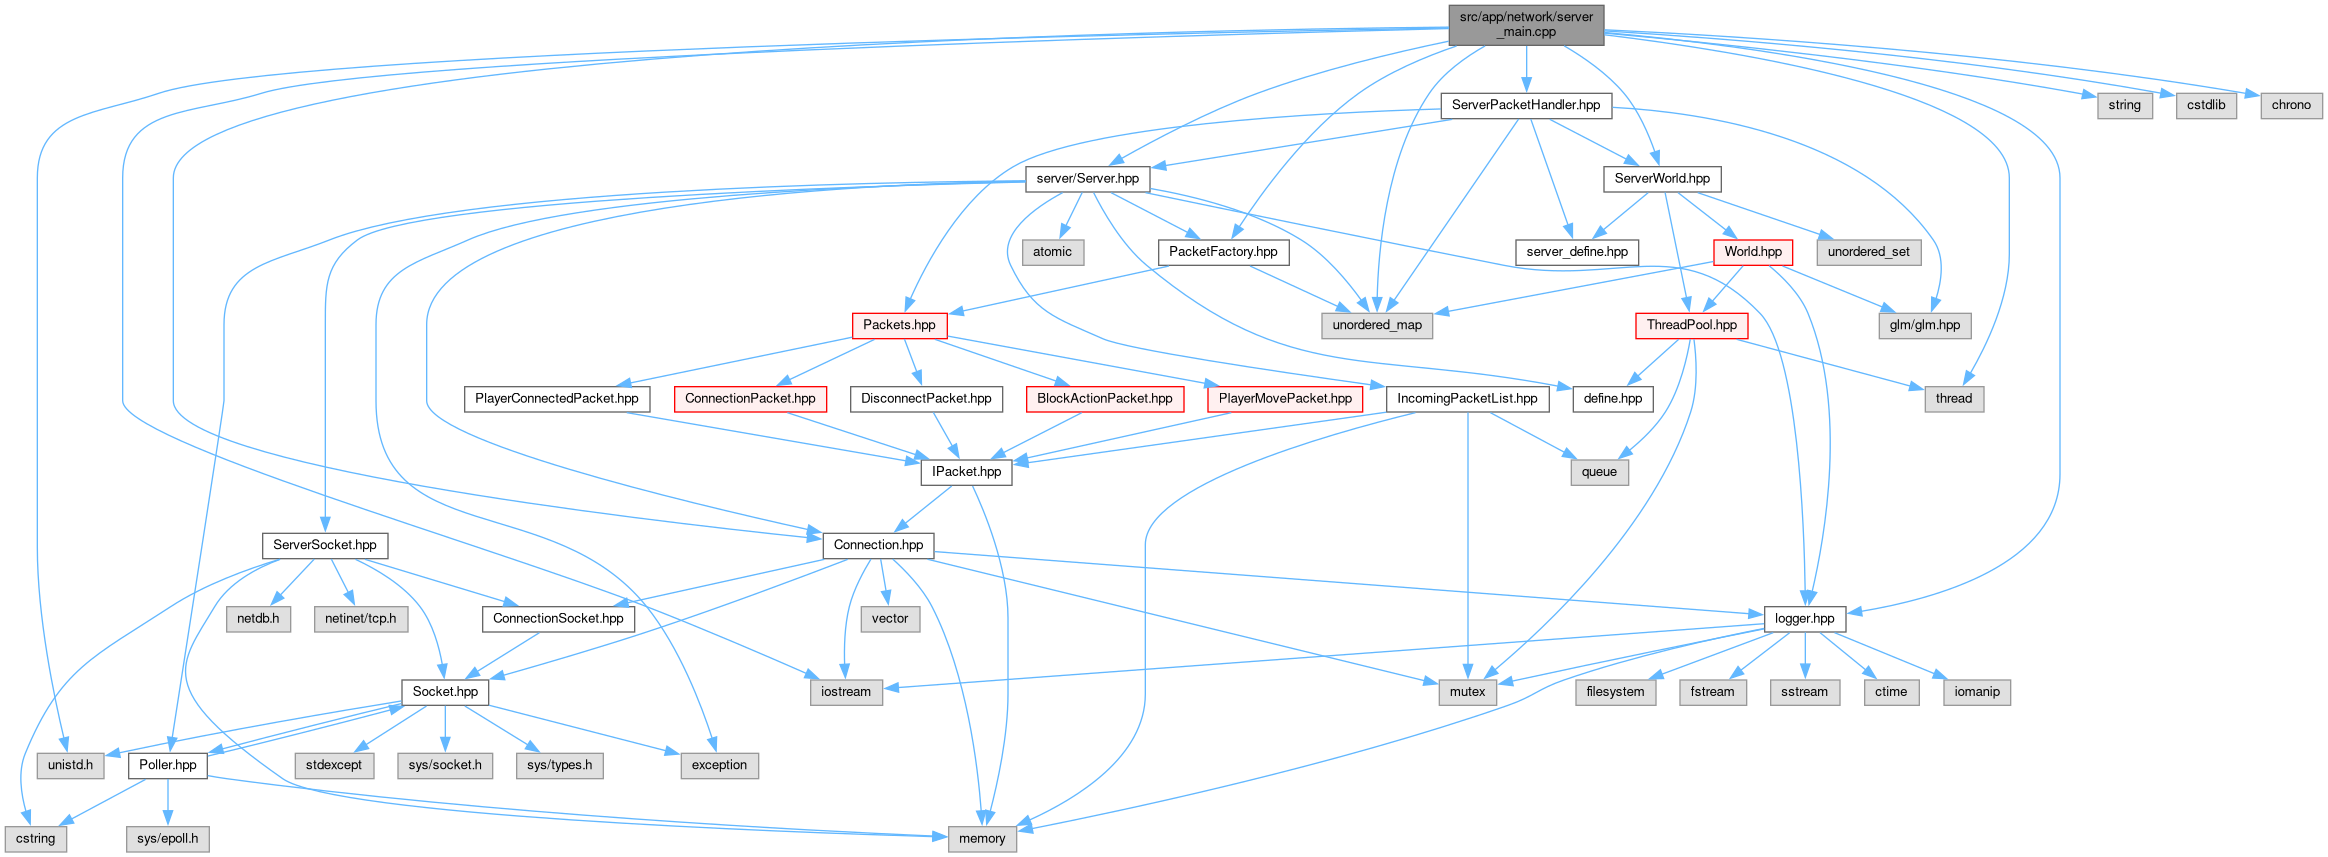 src/app/network/server
_main.cpp
ServerPacketHandler.hpp
string
cstdlib
chrono
server/Server.hpp
ServerWorld.hpp
atomic
PacketFactory.hpp
server_define.hpp
World.hpp
unordered_set
Packets.hpp
unordered_map
ThreadPool.hpp
glm/glm.hpp
PlayerConnectedPacket.hpp
ConnectionPacket.hpp
DisconnectPacket.hpp
BlockActionPacket.hpp
PlayerMovePacket.hpp
IncomingPacketList.hpp
define.hpp
thread
IPacket.hpp
queue
ServerSocket.hpp
Connection.hpp
netdb.h
netinet/tcp.h
ConnectionSocket.hpp
vector
logger.hpp
Socket.hpp
iostream
mutex
filesystem
fstream
sstream
ctime
iomanip
unistd.h
Poller.hpp
stdexcept
sys/socket.h
sys/types.h
exception
cstring
sys/epoll.h
memory